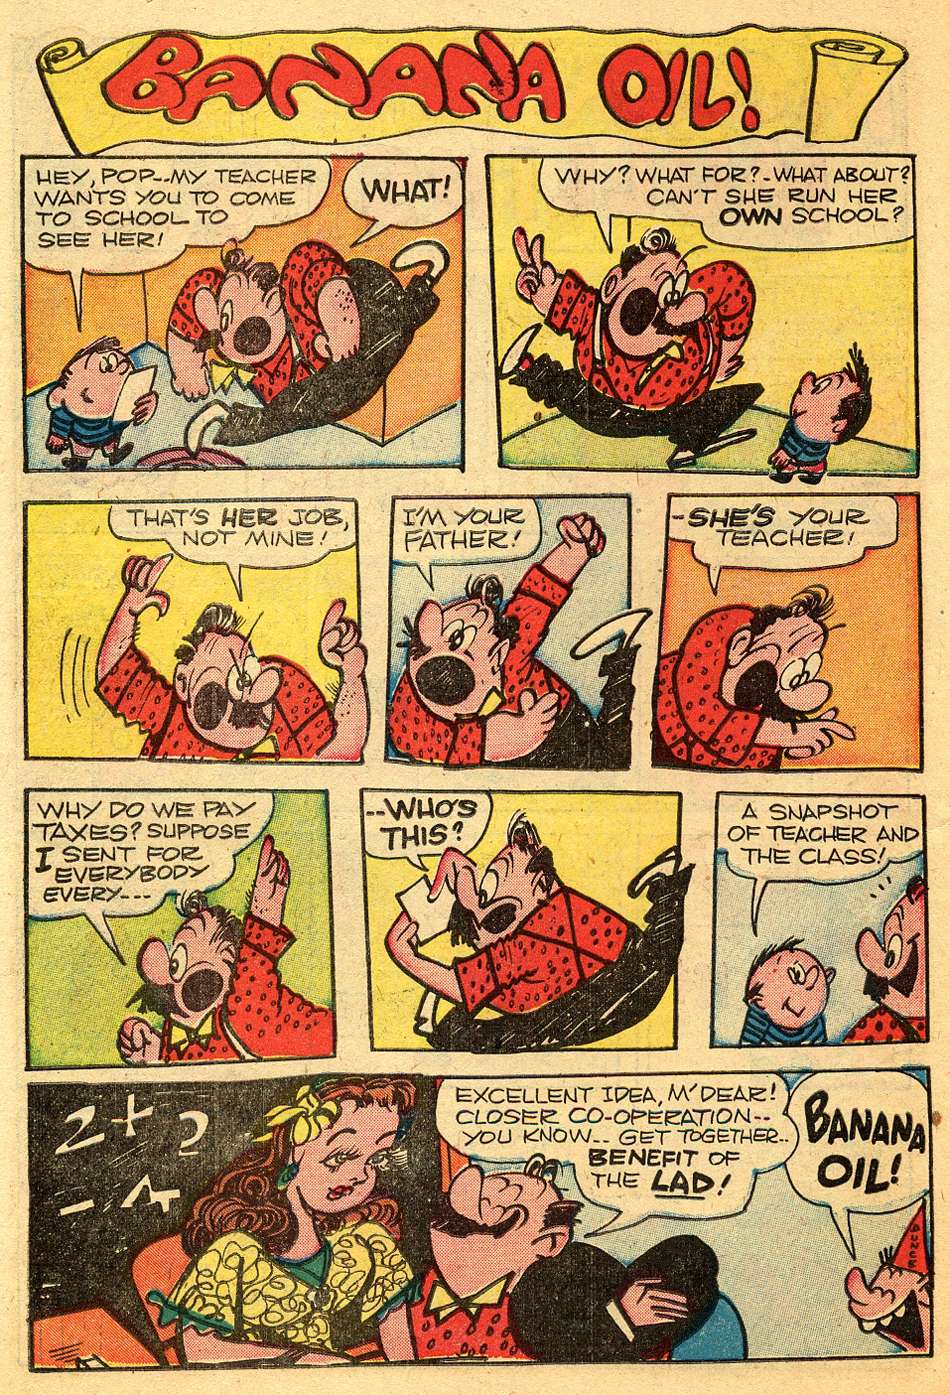 BANANA OIL!
HEY, POP--MY TEACHER
WANTS YOU TO COME
TO SCHOOL TO
SEE HER!
WHAT!
WHY? WHAT FOR?-WHAT ABOUT?
CAN'T SHE RUN HER
OWN SCHOOL?
THAT'S HER JOB,
NOT MINE!
I'M YOUR
FATHER!
-SHE'S YOUR
TEACHER!
WHY DO WE PAY
TAXES? SUPPOSE
I SENT FOR
EVERYBODY
EVERY---
--WHO'S
THIS?
A SNAPSHOT
OF TEACHER AND
THE CLASS!
2+2
-4
EXCELLENT IDEA, M'DEAR!
CLOSER CO-OPERATION--
YOU KNOW-- GET TOGETHER--
BENEFIT OF
THE LAD!
BANANA
OIL!
DUNCE